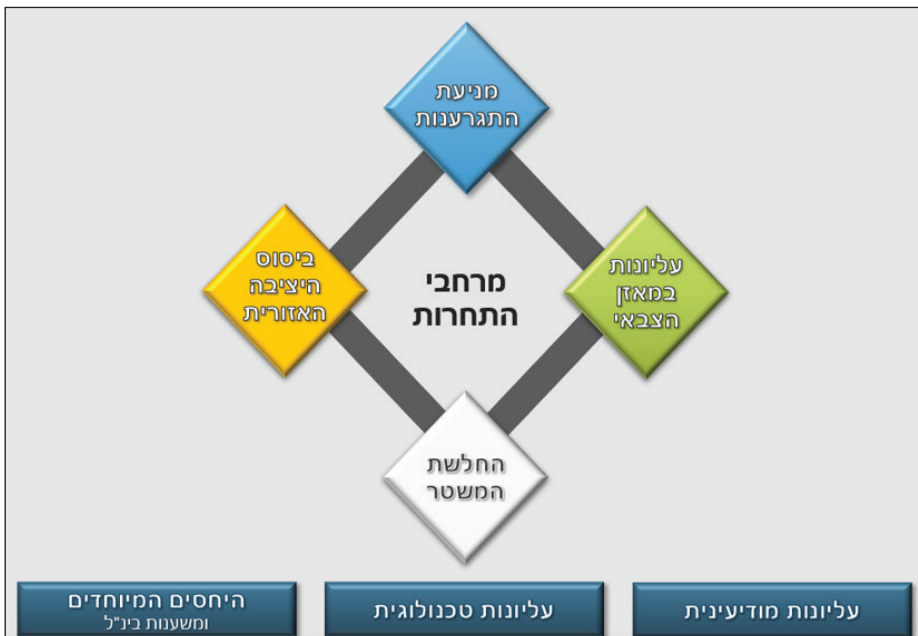 מניעת
התגרענות
עליונות
במאזן
הצבאי
מרחבי
התחרות
ביסוס
היציבה
האזורית
החלשת
המשטר
עליונות מודיעינית
עליונות טכנולוגית
היחסים המיוחדים
ומשענות בינ"ל